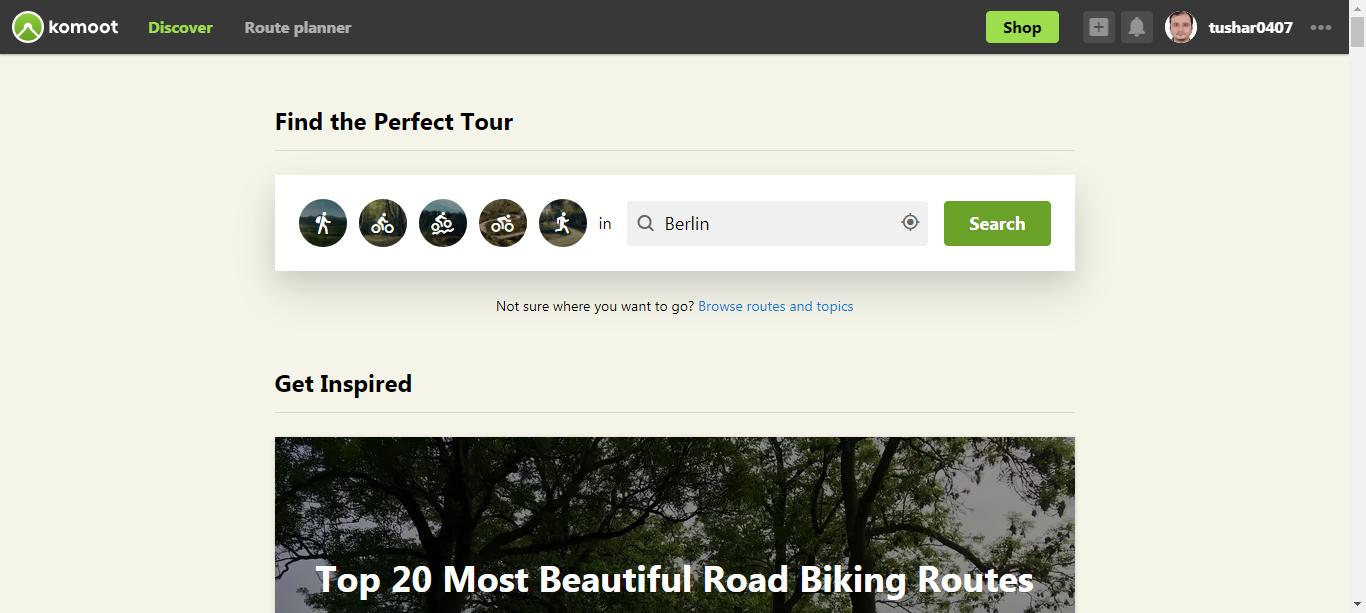 komoot Discover Route planner Shop tushar0407
Find the Perfect Tour
in Berlin Search
Not sure where you want to go? Browse routes and topics
Get Inspired
Top 20 Most Beautiful Road Biking Routes